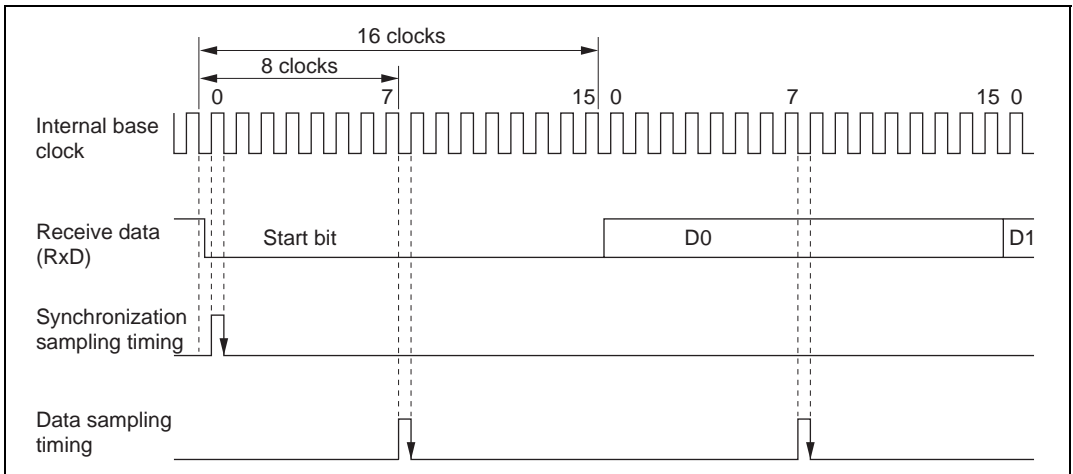 16 clocks
8 clocks
0 7 15 0 7 15 0
Internal base
clock
Receive data
(RxD)
Start bit D0 D1
Synchronization
sampling timing
Data sampling
timing